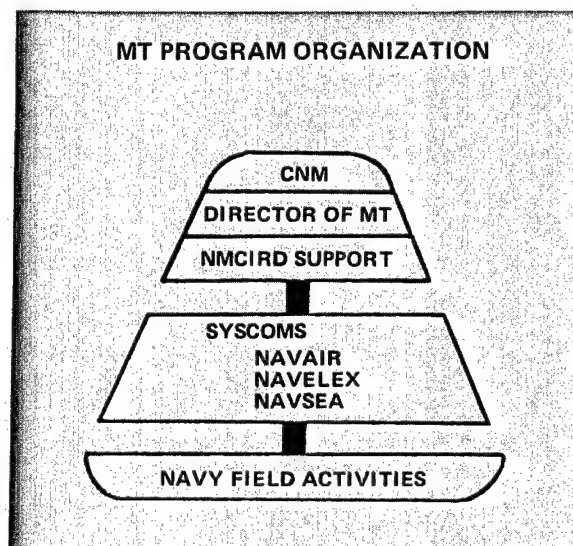 MT PROGRAM ORGANIZATION
CNM
DIRECTOR OF MT
NMCIRD SUPPORT
SYSCOMS
NAVAIR
NAVELEX
NAVSEA
NAVY FIELD ACTIVITIES